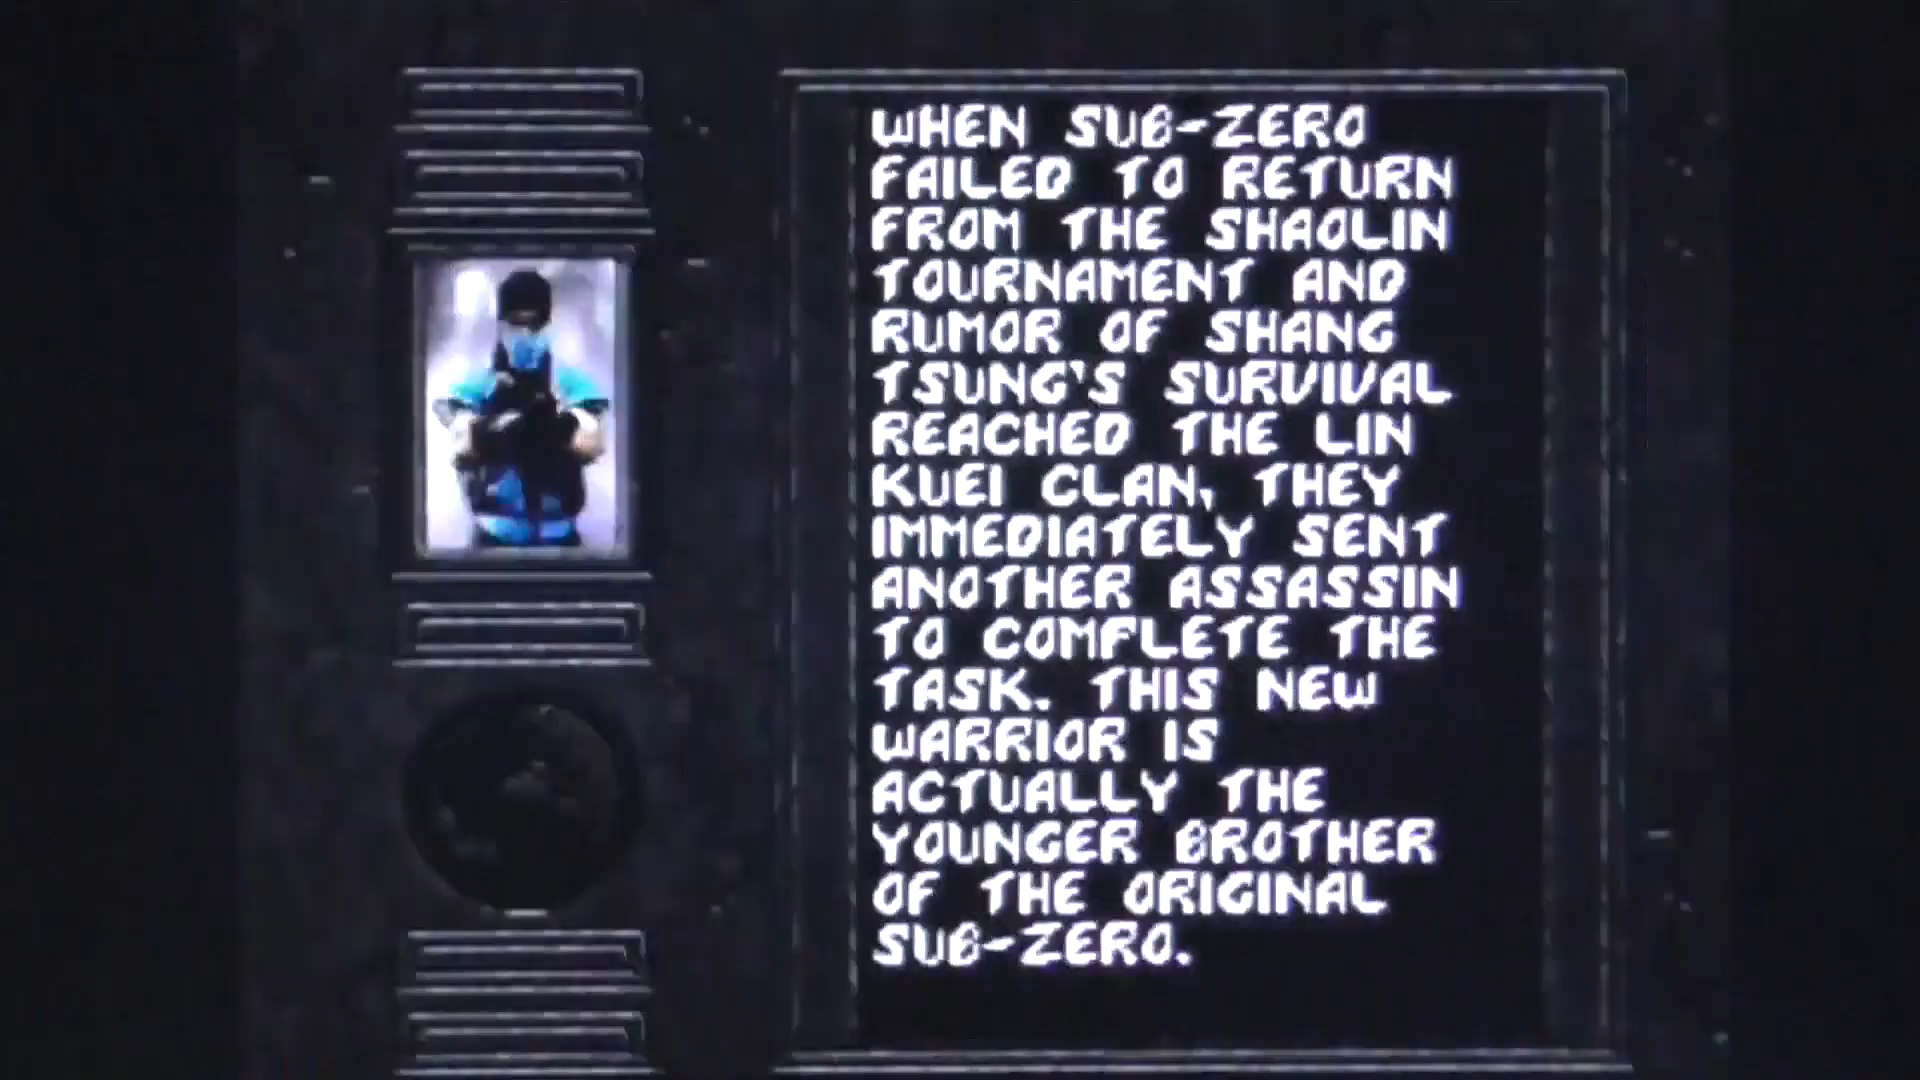 WHEN SUB-ZERO
FAILED TO RETURN
FROM THE SHAOLIN
TOURNAMENT AND
RUMOR OF SHANG
TSUNG'S SURVIVAL
REACHED THE LIN
KUEI CLAN, THEY
IMMEDIATELY SENT
ANOTHER ASSASSIN
TO COMPLETE THE
TASK. THIS NEW
WARRIOR IS
ACTUALLY THE
YOUNGER BROTHER
OF THE ORIGINAL
SUB-ZERO.